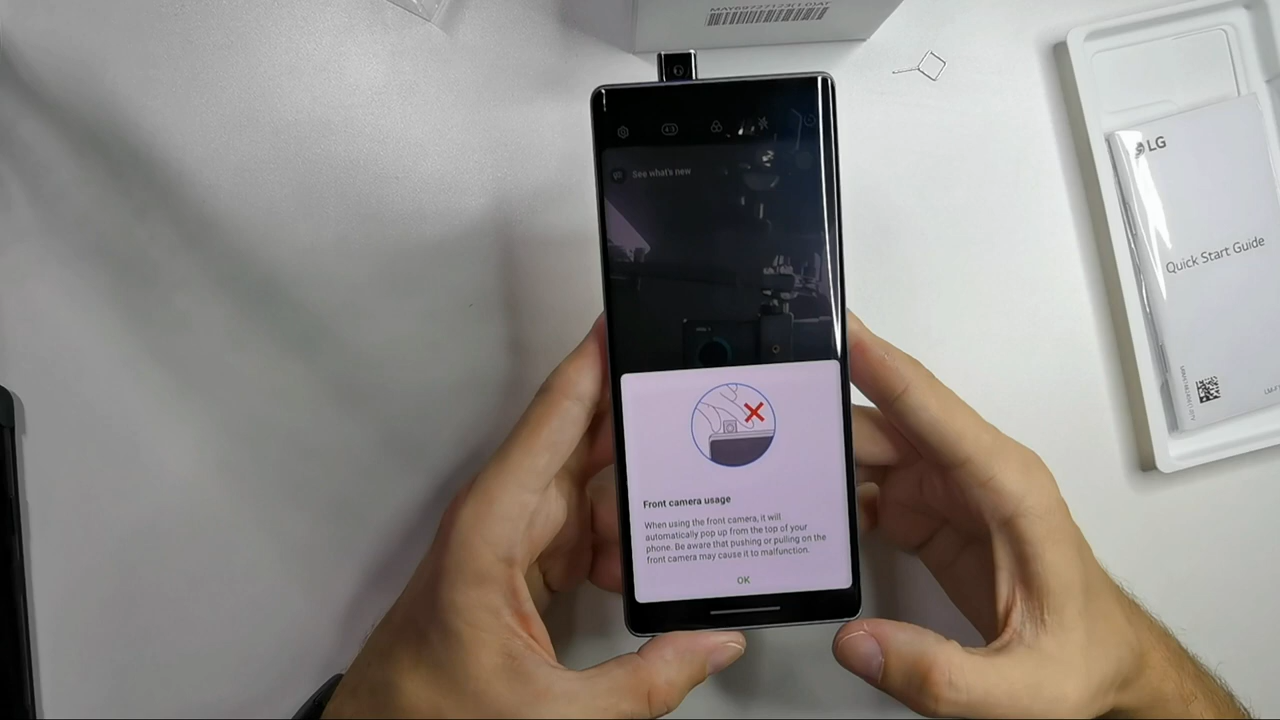 4:3
See what's new
LG
Quick Start Guide
Front camera usage
When using the front camera, it will
automatically pop up from the top of your
phone. Be aware that pushing or pulling on the
front camera may cause it to malfunction.
OK